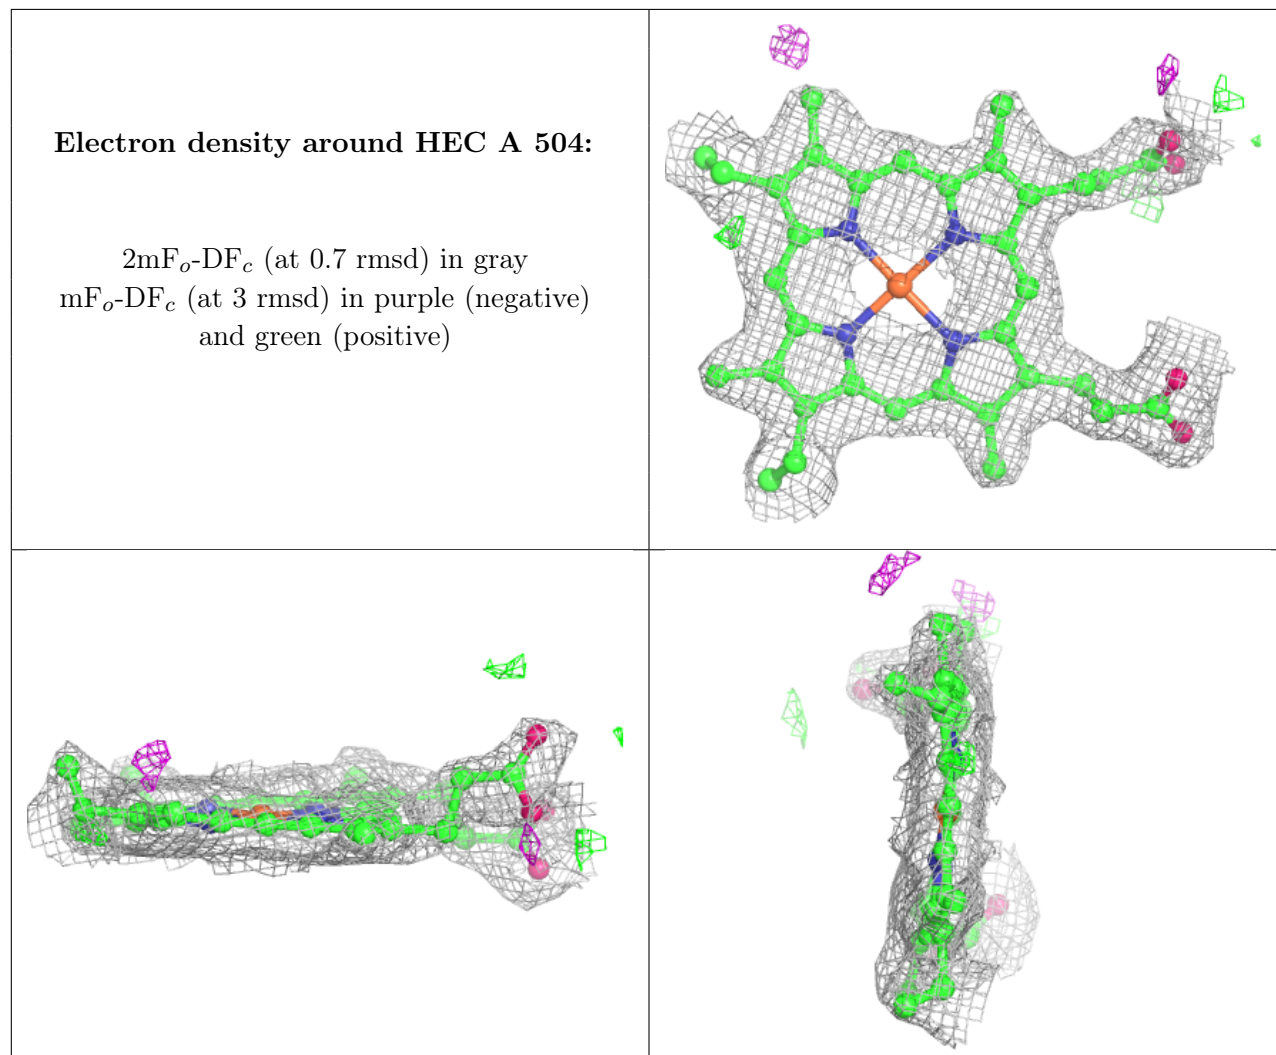 Electron density around HEC A 504:
2mFo-DFc (at 0.7 rmsd) in gray
mFo-DFc (at 3 rmsd) in purple (negative)
and green (positive)